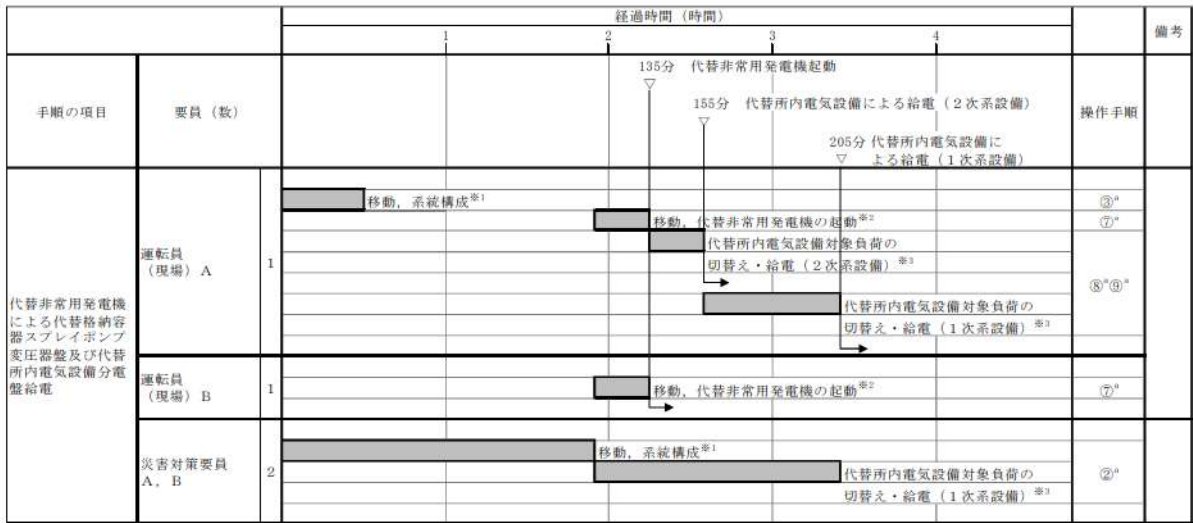 経過時間(時間)
備考
1
2
3
4
手順の項目
要員(数)
操作手順
135分 代替非常用発電機起動
▽
155分 代替所内電気設備による給電(2次系設備)
▽
205分 代替所内電気設備に
▽ よる給電(1次系設備)
代替非常用発電機
による代替格納容
器スプレイポンプ
変圧器盤及び代替
所内電気設備分電
盤給電
運転員
(現場)A
1
移動,系統構成※1
③a
移動,代替非常用発電機の起動※2
⑦a
代替所内電気設備対象負荷の
切替え・給電(2次系設備)※3
⑧a⑨a
代替所内電気設備対象負荷の
切替え・給電(1次系設備)※3
運転員
(現場)B
1
移動,代替非常用発電機の起動※2
⑦a
災害対策要員
A,B
2
移動,系統構成※1
代替所内電気設備対象負荷の
切替え・給電(1次系設備)※3
②a